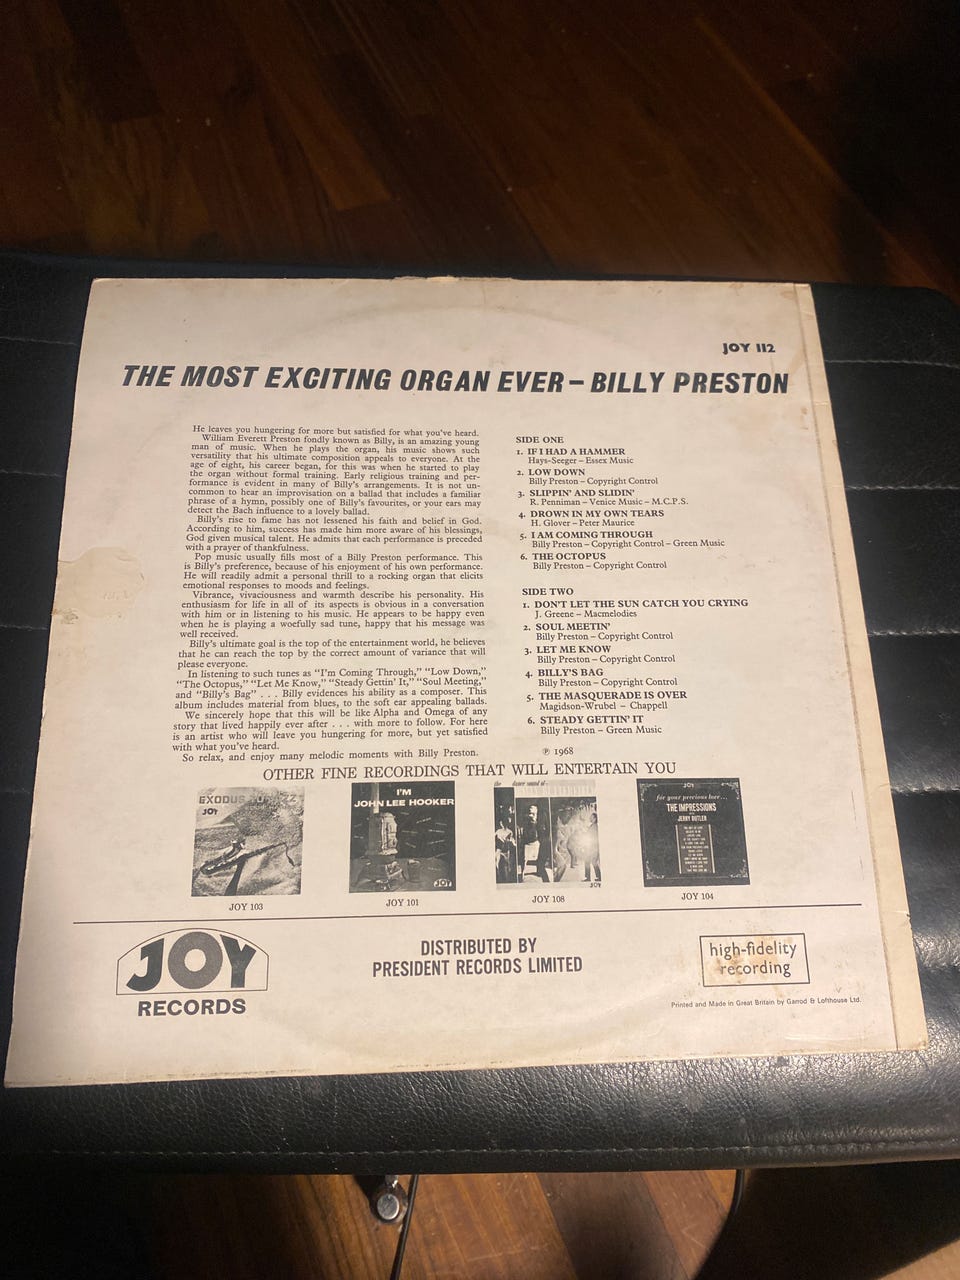 JOY 112
THE MOST EXCITING ORGAN EVER – BILLY PRESTON
He leaves you hungering for more but satisfied for what you've heard.
William Everett Preston fondly known as Billy, is an amazing young
man of music. When he plays the organ, his music shows such
versatility that his ultimate composition appeals to everyone. At the
age of eight, his career began, for this was when he started to play
the organ without formal training. Early religious training and per-
formance is evident in many of Billy's arrangements. It is not un-
common to hear an improvisation on a ballad that includes a familiar
phrase of a hymn, possibly one of Billy's favourites, or your ears may
detect the Bach influence to a lovely ballad.
Billy's rise to fame has not lessened his faith and belief in God.
According to him, success has made him more aware of his blessings,
God given musical talent. He admits that each performance is preceded
with a prayer of thankfulness.
Pop music usually fills most of a Billy Preston performance. This
is Billy's preference, because of his enjoyment of his own performance.
He will readily admit a personal thrill to a rocking organ that elicits
emotional responses to moods and feelings.
Vibrance, vivaciousness and warmth describe his personality. His
enthusiasm for life in all of its aspects is obvious in a conversation
with him or in listening to his music. He appears to be happy even
when he is playing a woefully sad tune, happy that his message was
well received.
Billy's ultimate goal is the top of the entertainment world, he believes
that he can reach the top by the correct amount of variance that will
please everyone.
In listening to such tunes as “I'm Coming Through,” “Low Down,”
“The Octopus,” “Let Me Know,” “Steady Gettin' It,” “Soul Meeting,”
and “Billy's Bag” . . . Billy evidences his ability as a composer. This
album includes material from blues, to the soft ear appealing ballads.
We sincerely hope that this will be like Alpha and Omega of any
story that lived happily ever after . . . with more to follow. For here
is an artist who will leave you hungering for more, but yet satisfied
with what you've heard.
So relax, and enjoy many melodic moments with Billy Preston.
SIDE ONE
1. IF I HAD A HAMMER
Hays-Seeger – Essex Music
2. LOW DOWN
Billy Preston – Copyright Control
3. SLIPPIN' AND SLIDIN'
R. Penniman – Venice Music – M.C.P.S.
4. DROWN IN MY OWN TEARS
H. Glover – Peter Maurice
5. I AM COMING THROUGH
Billy Preston – Copyright Control – Green Music
6. THE OCTOPUS
Billy Preston – Copyright Control
SIDE TWO
1. DON'T LET THE SUN CATCH YOU CRYING
J. Greene – Macmelodies
2. SOUL MEETIN'
Billy Preston – Copyright Control
3. LET ME KNOW
Billy Preston – Copyright Control
4. BILLY'S BAG
Billy Preston – Copyright Control
5. THE MASQUERADE IS OVER
Magidson-Wrubel – Chappell
6. STEADY GETTIN' IT
Billy Preston – Green Music
℗ 1968
OTHER FINE RECORDINGS THAT WILL ENTERTAIN YOU
EXODUS TO JAZZ
JOY
I'M
JOHN LEE HOOKER
JOY
the dance sound of
JOY
JOY
for your precious love...
THE IMPRESSIONS
JERRY BUTLER
JOY 103
JOY 101
JOY 108
JOY 104
JOY
RECORDS
DISTRIBUTED BY
PRESIDENT RECORDS LIMITED
high-fidelity
recording
Printed and Made in Great Britain by Garrod & Lofthouse Ltd.